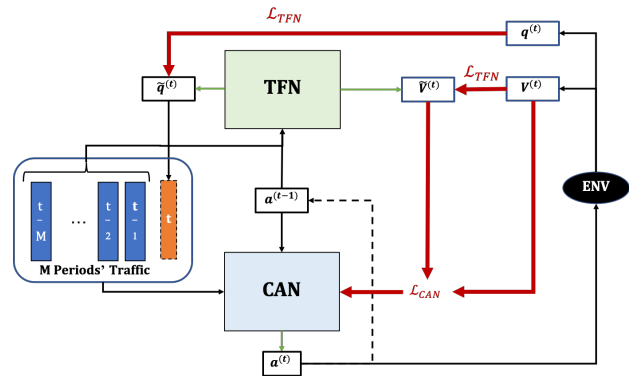 ℒ_TFN
q^(t)
q̃^(t)
TFN
Ṽ^(t)
ℒ_TFN
V^(t)
ENV
t - M
...
t - 2
t - 1
t
a^(t-1)
M Periods' Traffic
CAN
ℒ_CAN
a^(t)